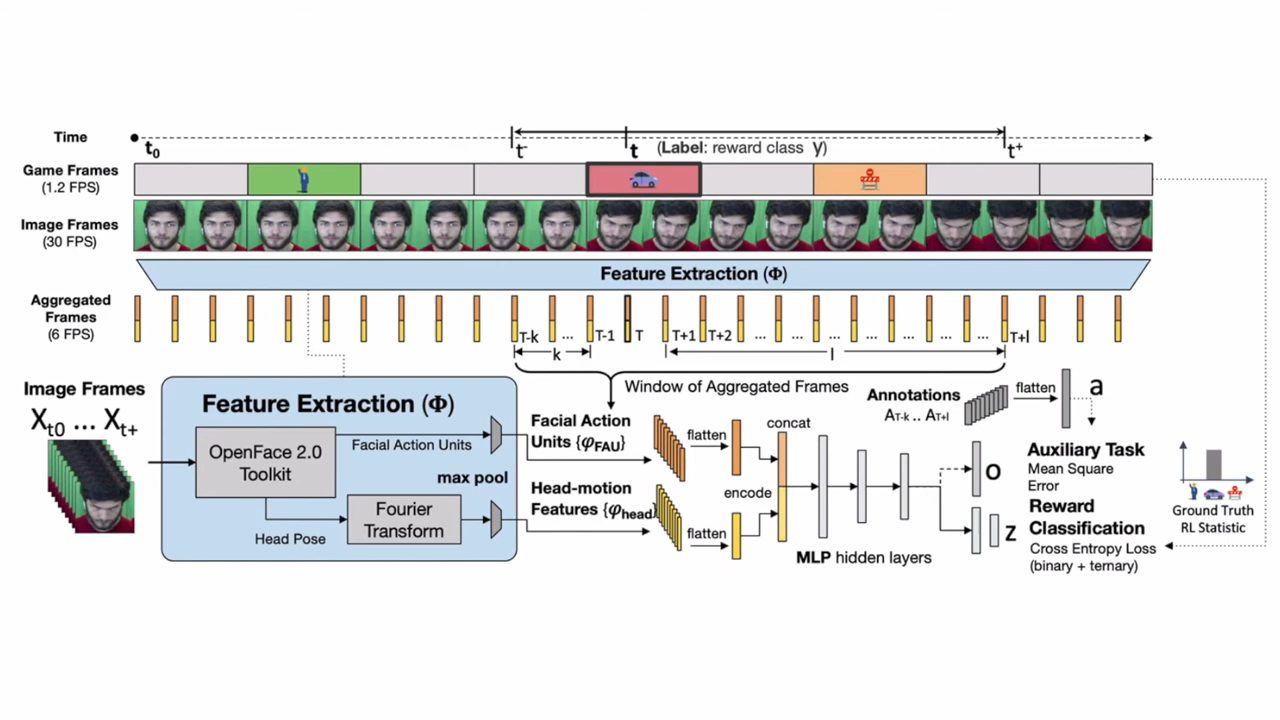 Time
t0
t-
t
(Label: reward class y)
t+
Game Frames
(1.2 FPS)
Image Frames
(30 FPS)
Feature Extraction (Φ)
Aggregated
Frames
(6 FPS)
T-k
...
T-1
T
T+1
T+2
...
...
...
...
...
...
...
T+l
k
l
Window of Aggregated Frames
Image Frames
Xt0 ... Xt+
Feature Extraction (Φ)
OpenFace 2.0
Toolkit
Facial Action Units
max pool
Fourier
Transform
Head Pose
Facial Action
Units {φFAU}
flatten
Head-motion
Features {φhead}
flatten
encode
concat
MLP hidden layers
Annotations
AT-k .. AT+l
flatten
a
o
z
Auxiliary Task
Mean Square
Error
Reward
Classification
Cross Entropy Loss
(binary + ternary)
Ground Truth
RL Statistic